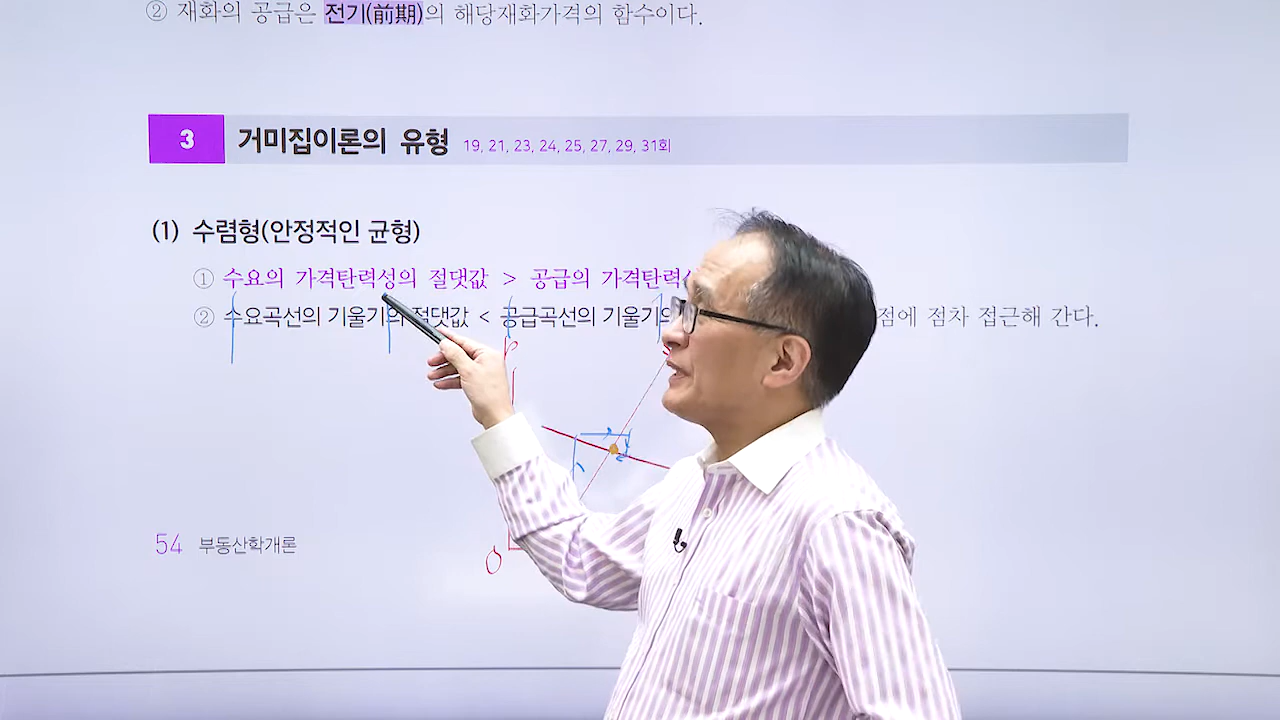 ② 재화의 공급은 전기(前期)의 해당재화가격의 함수이다.
3 거미집이론의 유형 19, 21, 23, 24, 25, 27, 29, 31회
(1) 수렴형(안정적인 균형)
① 수요의 가격탄력성의 절댓값 > 공급의 가격탄력성
② 수요곡선의 기울기의 절댓값 < 공급곡선의 기울기의 점에 점차 접근해 간다.
P
0
54 부동산학개론